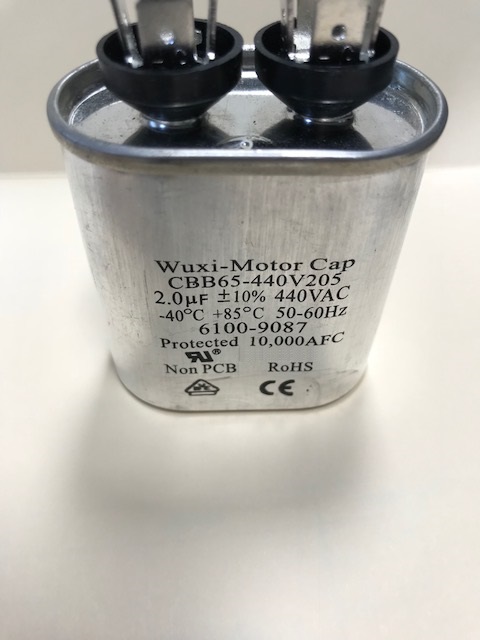 Wuxi-Motor Cap
CBB65-440V205
2.0µF ±10% 440VAC
-40°C +85°C 50-60Hz
6100-9087
Protected 10,000AFC
RU®
Non PCB RoHS
CE